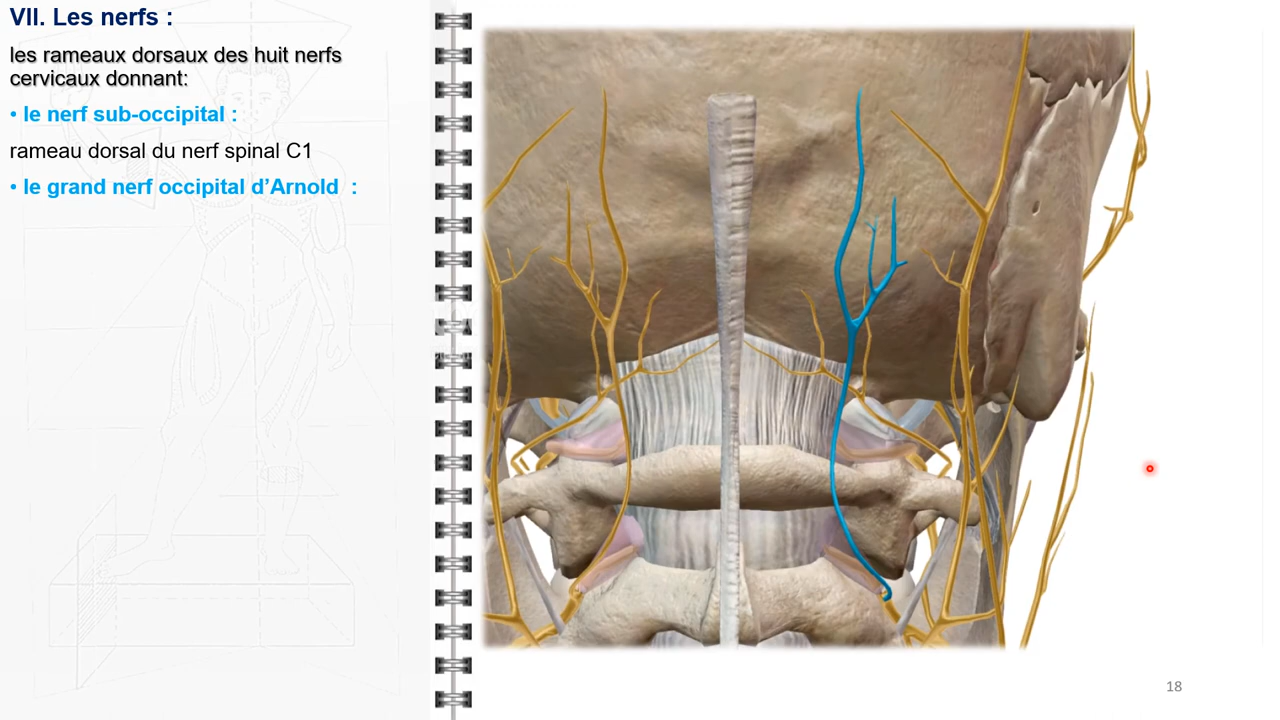 VII. Les nerfs :
les rameaux dorsaux des huit nerfs
cervicaux donnant:
• le nerf sub-occipital :
rameau dorsal du nerf spinal C1
• le grand nerf occipital d’Arnold  :
18